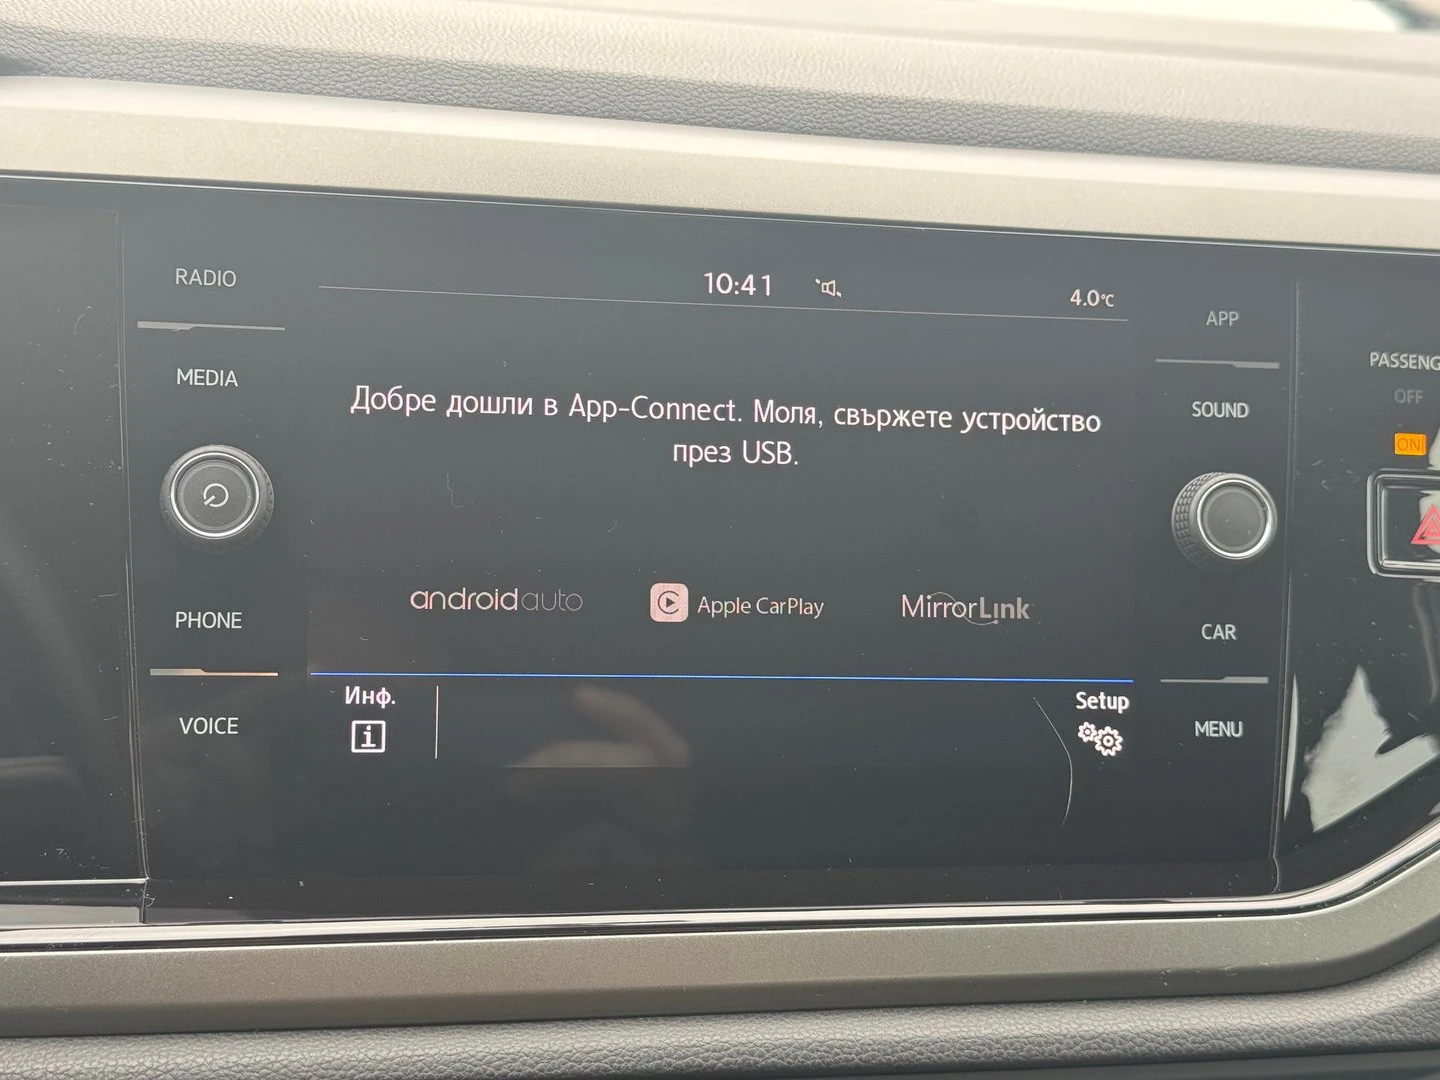 RADIO
MEDIA
PHONE
VOICE
10:41
4.0°C
Добре дошли в App-Connect. Моля, свържете устройство
през USB.
androidauto
Apple CarPlay
MirrorLink
Инф.
Setup
APP
SOUND
CAR
MENU
PASSENG
OFF
ON